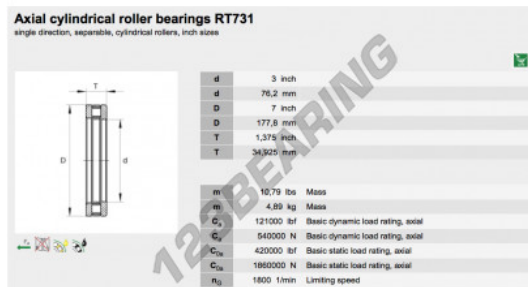 Axial cylindrical roller bearings RT731
single direction, separable, cylindrical rollers, inch sizes
T
D
d
d 3 inch
d 76,2 mm
D 7 inch
D 177,8 mm
T 1,375 inch
T 34,925 mm
m 10,79 lbs Mass
m 4,89 kg Mass
Ca 121000 lbf Basic dynamic load rating, axial
Ca 540000 N Basic dynamic load rating, axial
C0a 420000 lbf Basic static load rating, axial
C0a 1860000 N Basic static load rating, axial
nG 1800 1/min Limiting speed
123BEARING